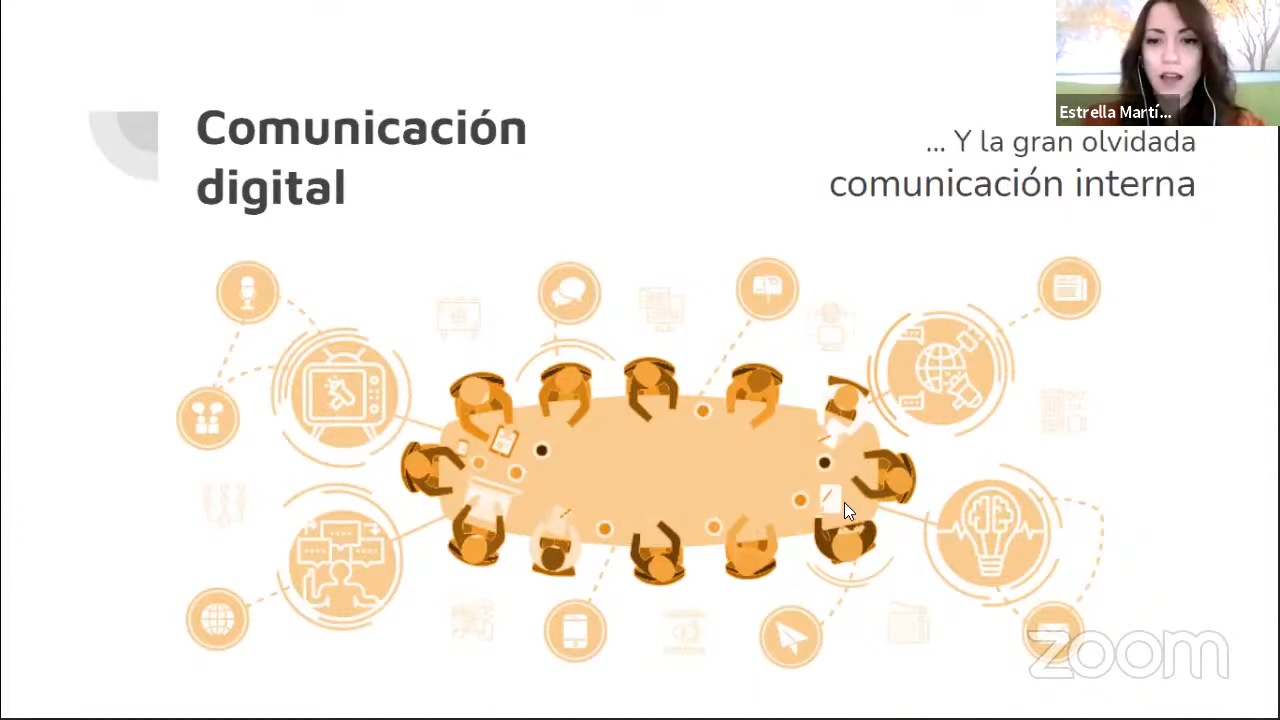 Estrella Martí...
Comunicación
digital
... Y la gran olvidada
comunicación interna
zoom